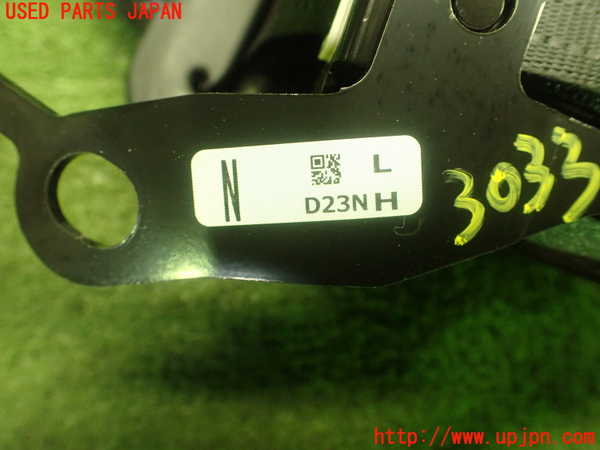 USED PARTS JAPAN
N
L
D23N H
3033
http://www.upjpn.com/